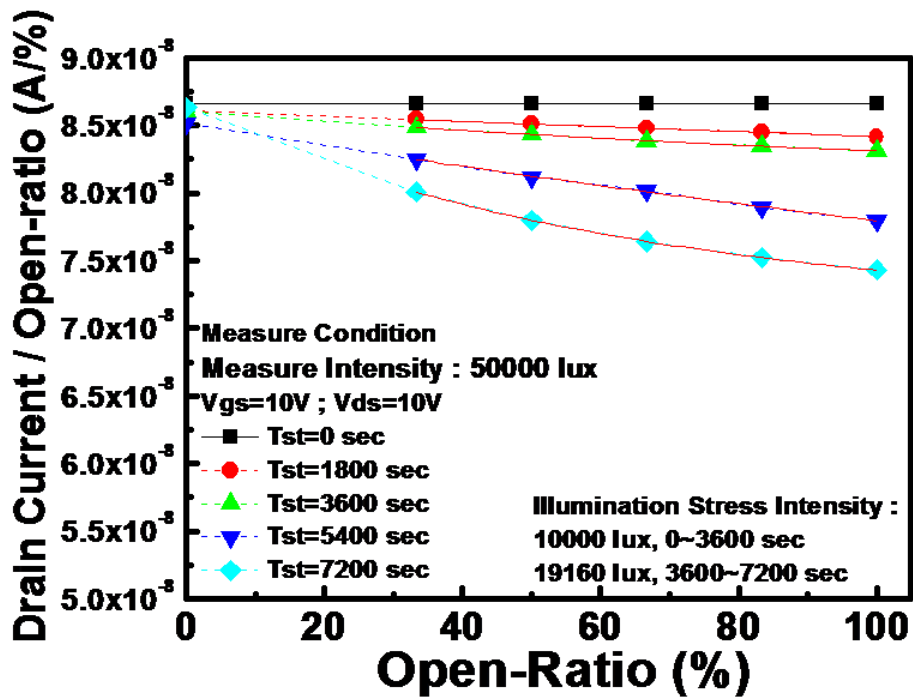 Drain Current / Open-ratio (A/%)
9.0x10⁻⁸
8.5x10⁻⁸
8.0x10⁻⁸
7.5x10⁻⁸
7.0x10⁻⁸
6.5x10⁻⁸
6.0x10⁻⁸
5.5x10⁻⁸
5.0x10⁻⁸
Measure Condition
Measure Intensity : 50000 lux
Vgs=10V ; Vds=10V
Tst=0 sec
Tst=1800 sec
Tst=3600 sec
Tst=5400 sec
Tst=7200 sec
Illumination Stress Intensity :
10000 lux, 0~3600 sec
19160 lux, 3600~7200 sec
0 20 40 60 80 100
Open-Ratio (%)